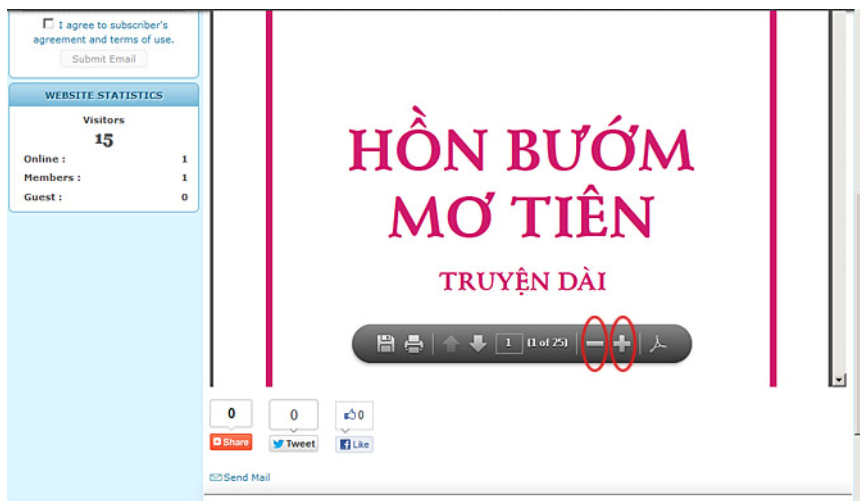 I agree to subscriber's
agreement and terms of use.
Submit Email
WEBSITE STATISTICS
Visitors
15
Online : 1
Members : 1
Guest : 0
HỒN BƯỚM
MƠ TIÊN
TRUYỆN DÀI
1 (1 of 25)
0 0 0
Share Tweet Like
Send Mail